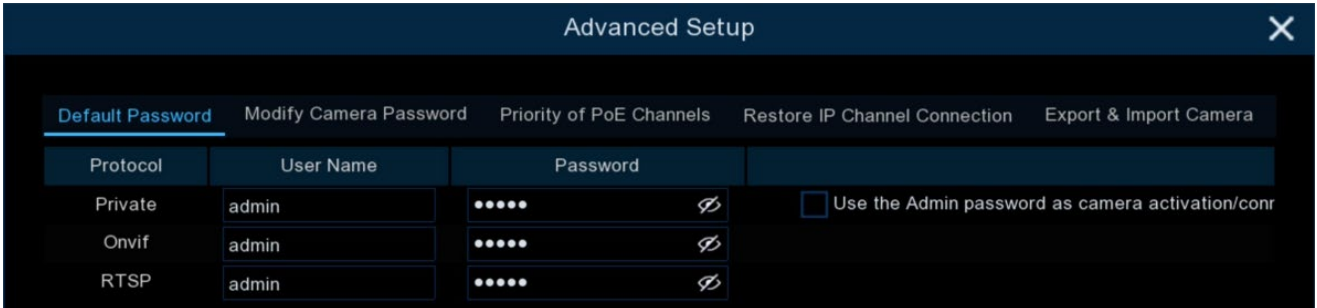 Advanced Setup
Default Password Modify Camera Password Priority of PoE Channels Restore IP Channel Connection Export & Import Camera
Protocol User Name Password
Private admin ••••• Use the Admin password as camera activation/conr
Onvif admin •••••
RTSP admin •••••